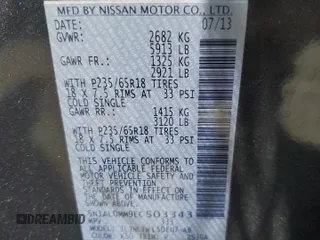 MFD BY NISSAN MOTOR CO., LTD.
DATE: 07/13
GVWR: 2682 KG
5913 LB
GAWR FR.: 1325 KG
2921 LB
WITH P235/65R18 TIRES
18 X 7.5 RIMS AT 33 PSI
COLD SINGLE
GAWR RR.: 1415 KG
3120 LB
WITH P235/65R18 TIRES
18 X 7.5 RIMS AT 33 PSI
COLD SINGLE
THIS VEHICLE CONFORMS TO
ALL APPLICABLE FEDERAL MOTOR
VEHICLE SAFETY, BUMPER, AND
THEFT PREVENTION
STANDARDS IN EFFECT ON THE
DATE OF MANUFACTURE SHOWN
ABOVE.
5N1AL0MM9EC503343